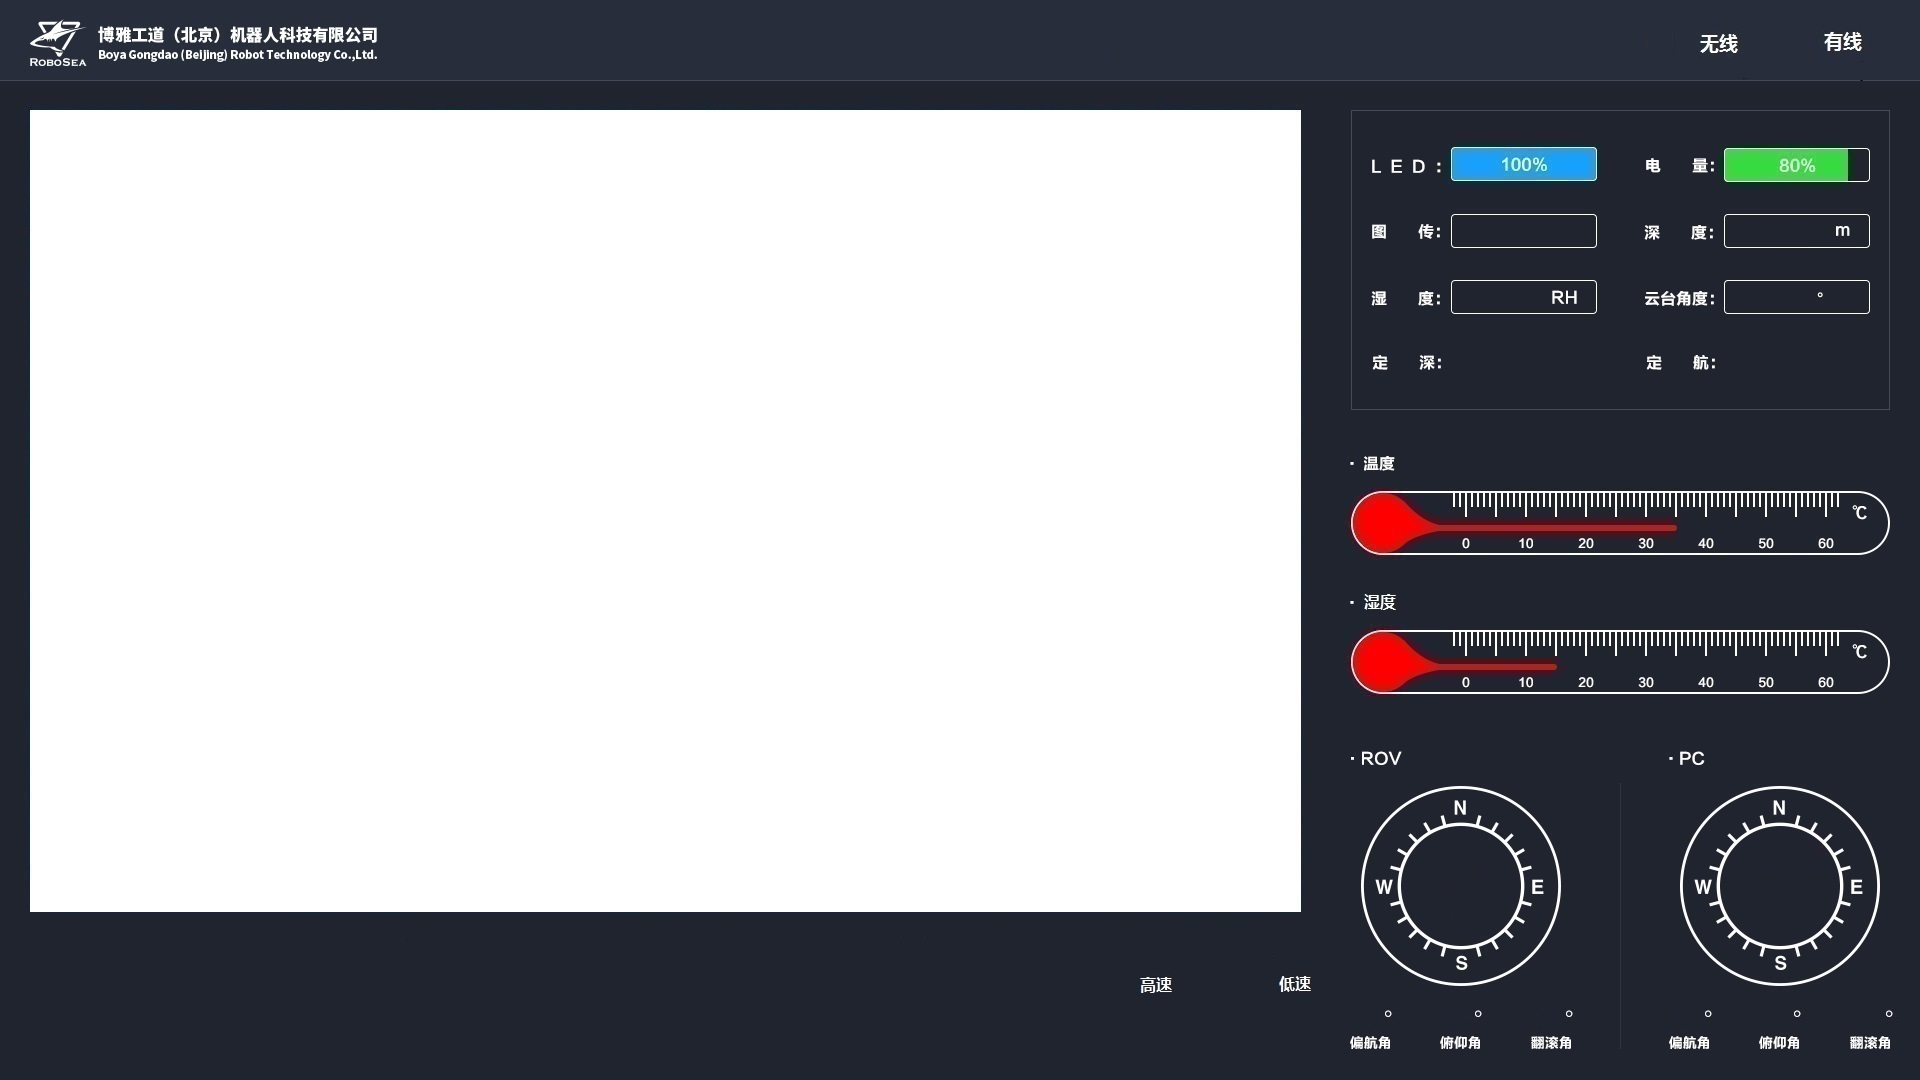 博雅工道（北京）机器人科技有限公司
Boya Gongdao (Beijing) Robot Technology Co.,Ltd.
ROBOSEA
无线 有线
LED： 100% 电量： 80%
图传： 深度： m
湿度： RH 云台角度： °
定深： 定航：
· 温度
℃
0 10 20 30 40 50 60
· 湿度
℃
0 10 20 30 40 50 60
· ROV · PC
N N
W E W E
S S
高速 低速
° ° ° ° ° °
偏航角 俯仰角 翻滚角 偏航角 俯仰角 翻滚角